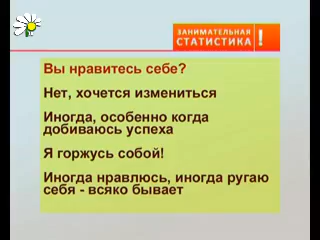 ЗАНИМАТЕЛЬНАЯ
СТАТИСТИКА !
Вы нравитесь себе?
Нет, хочется измениться
Иногда, особенно когда
добиваюсь успеха
Я горжусь собой!
Иногда нравлюсь, иногда ругаю
себя - всяко бывает